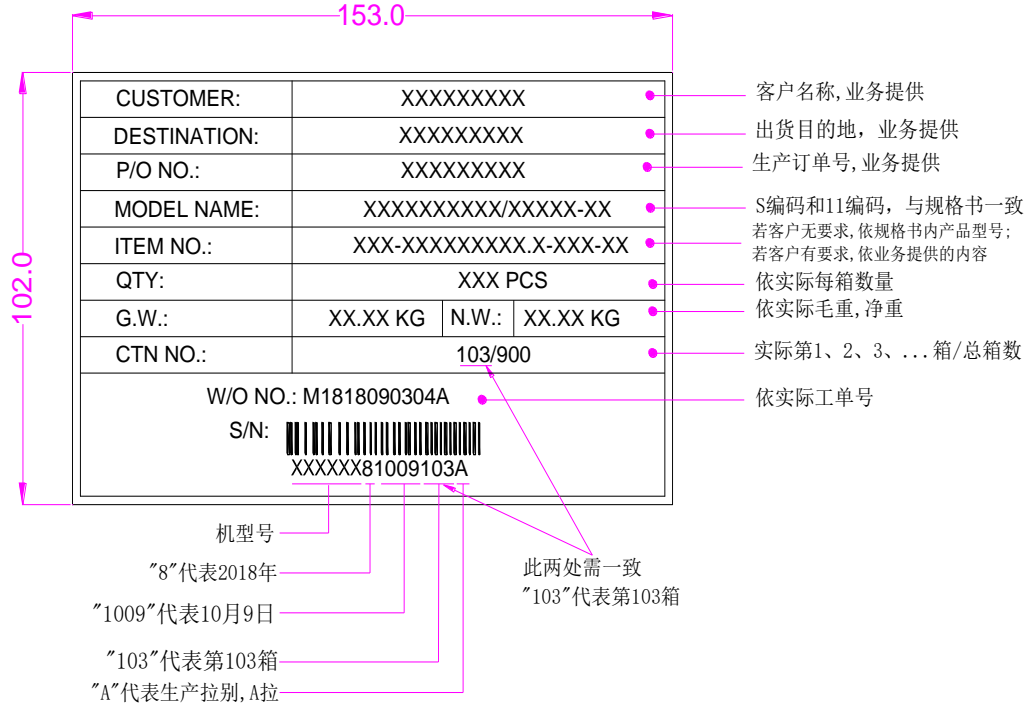 153.0
102.0
CUSTOMER: XXXXXXXXX 客户名称,业务提供
DESTINATION: XXXXXXXXX 出货目的地，业务提供
P/O NO.: XXXXXXXXX 生产订单号,业务提供
MODEL NAME: XXXXXXXXXX/XXXXX-XX S编码和11编码，与规格书一致
ITEM NO.: XXX-XXXXXXXXX.X-XXX-XX 若客户无要求,依规格书内产品型号;
若客户有要求,依业务提供的内容
QTY: XXX PCS 依实际每箱数量
G.W.: XX.XX KG N.W.: XX.XX KG 依实际毛重,净重
CTN NO.: 103/900 实际第1、2、3、...箱/总箱数
W/O NO.: M1818090304A 依实际工单号
S/N:
XXXXXX81009103A
机型号
"8"代表2018年
"1009"代表10月9日
"103"代表第103箱
"A"代表生产拉别,A拉
此两处需一致
"103"代表第103箱